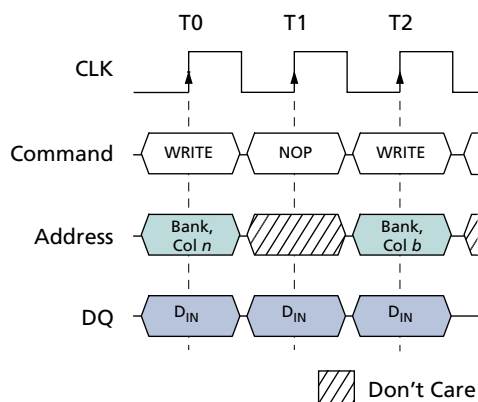 T0 T1 T2
CLK
Command WRITE NOP WRITE
Address Bank, Col n Bank, Col b
DQ DIN DIN DIN
Don't Care